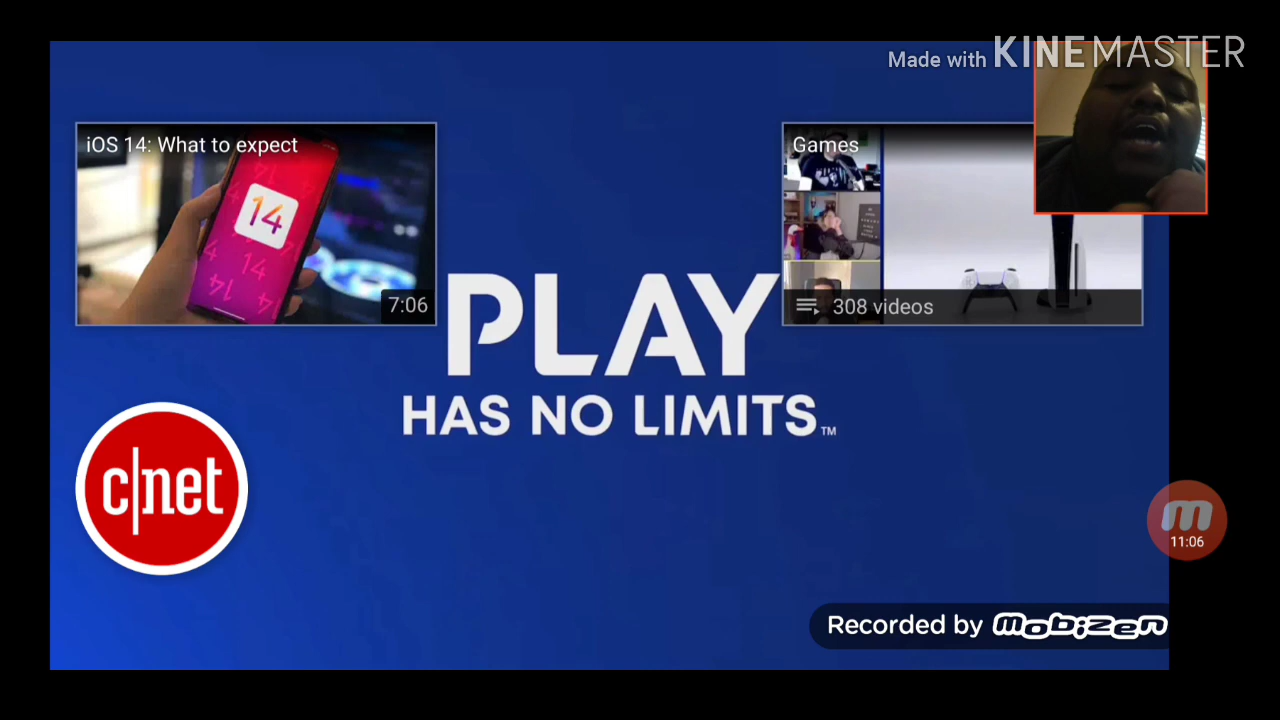 Made with KINEMASTER
iOS 14: What to expect
Games
14
7:06
308 videos
PLAY
HAS NO LIMITS™
c|net
m
11:06
Recorded by mobizen